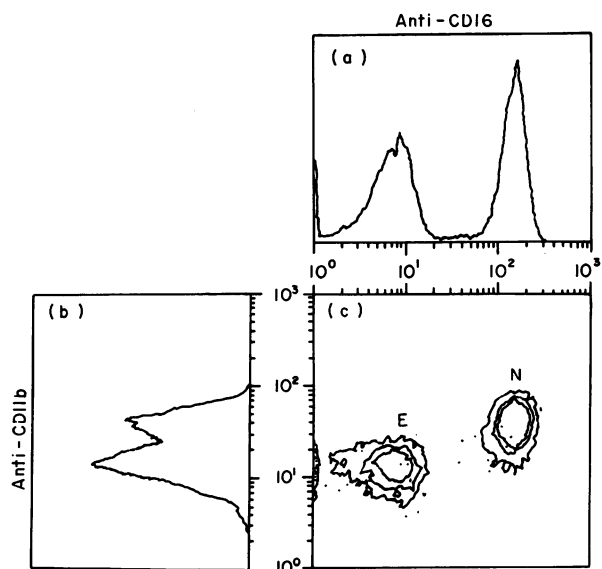 Anti-CD16
(a)
10⁰ 10¹ 10² 10³
(b)
10³
(c)
10²
N
E
Anti-CD11b
10¹
10⁰